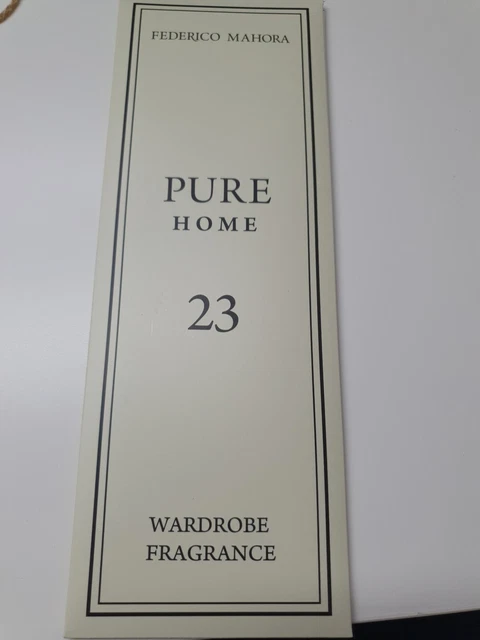 FEDERICO MAHORA
PURE
HOME
23
WARDROBE
FRAGRANCE